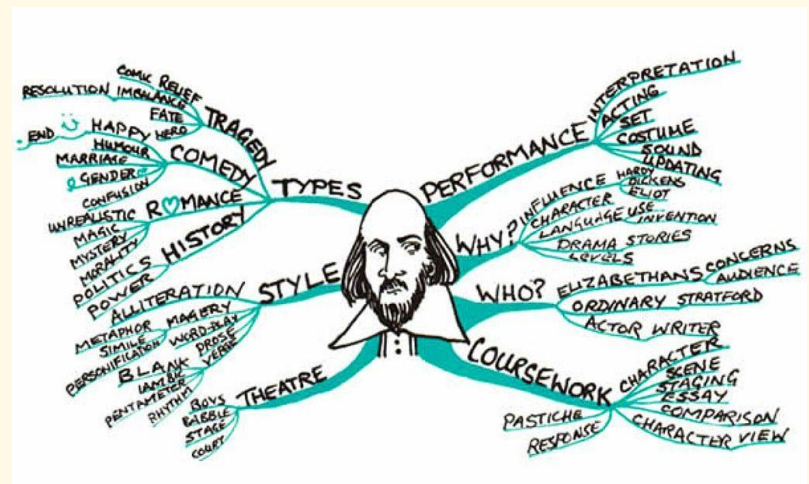 TYPES
TRAGEDY
COMIC RELIEF
IMBALANCE
RESOLUTION
FATE
HERO
COMEDY
HAPPY
END
HUMOUR
MARRIAGE
GENDER
CONFUSION
ROMANCE
UNREALISTIC
MAGIC
MYSTERY
MORALITY
HISTORY
POLITICS
POWER
STYLE
ALLITERATION
IMAGERY
METAPHOR
SIMILE
PERSONIFICATION
WORD-PLAY
PROSE
VERSE
BLANK
IAMBIC
PENTAMETER
RHYTHM
THEATRE
BOYS
STAGE
COURT
PERFORMANCE
INTERPRETATION
ACTING
SET
COSTUME
SOUND
UPDATING
WHY?
INFLUENCE
HARDY
DICKENS
ELIOT
CHARACTER
LANGUAGE USE
INVENTION
DRAMA STORIES
LEVELS
WHO?
ELIZABETHANS
CONCERNS
AUDIENCE
ORDINARY STRATFORD
ACTOR WRITER
COURSEWORK
CHARACTER
SCENE
STAGING
ESSAY
COMPARISON
CHARACTER VIEW
PASTICHE
RESPONSE